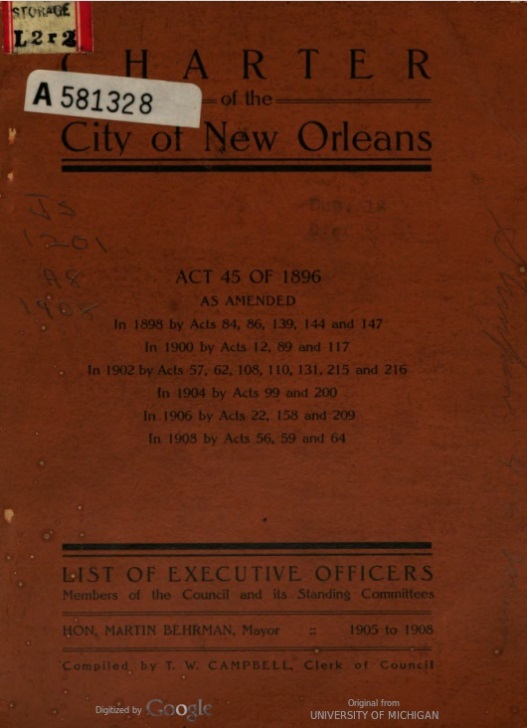 STORAGE
L2r2
CHARTER
A 581328
of the
City of New Orleans
JS
1201
A8
1908
ACT 45 OF 1896
AS AMENDED
In 1898 by Acts 84, 86, 139, 144 and 147
In 1900 by Acts 12, 89 and 117
In 1902 by Acts 57, 62, 108, 110, 131, 215 and 216
In 1904 by Acts 99 and 200
In 1906 by Acts 22, 158 and 209
In 1908 by Acts 56, 59 and 64
LIST OF EXECUTIVE OFFICERS
Members of the Council and its Standing Committees
HON, MARTIN BEHRMAN, Mayor :: 1905 to 1908
Compiled by T. W. CAMPBELL, Clerk of Council
Digitized by Google
Original from
UNIVERSITY OF MICHIGAN